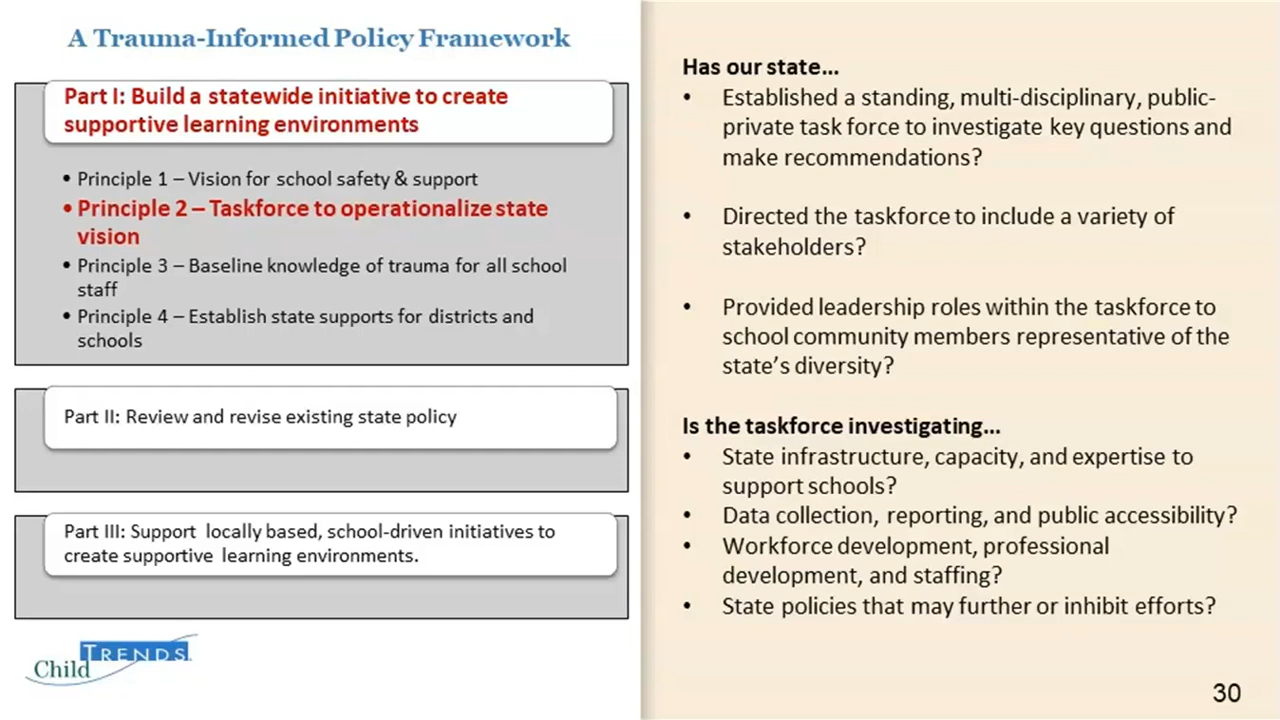 A Trauma-Informed Policy Framework
Part I: Build a statewide initiative to create
supportive learning environments
• Principle 1 – Vision for school safety & support
• Principle 2 – Taskforce to operationalize state
vision
• Principle 3 – Baseline knowledge of trauma for all school
staff
• Principle 4 – Establish state supports for districts and
schools
Part II: Review and revise existing state policy
Part III: Support locally based, school-driven initiatives to
create supportive learning environments.
Child TRENDS
Has our state...
• Established a standing, multi-disciplinary, public-
private task force to investigate key questions and
make recommendations?
• Directed the taskforce to include a variety of
stakeholders?
• Provided leadership roles within the taskforce to
school community members representative of the
state's diversity?
Is the taskforce investigating...
• State infrastructure, capacity, and expertise to
support schools?
• Data collection, reporting, and public accessibility?
• Workforce development, professional
development, and staffing?
• State policies that may further or inhibit efforts?
30